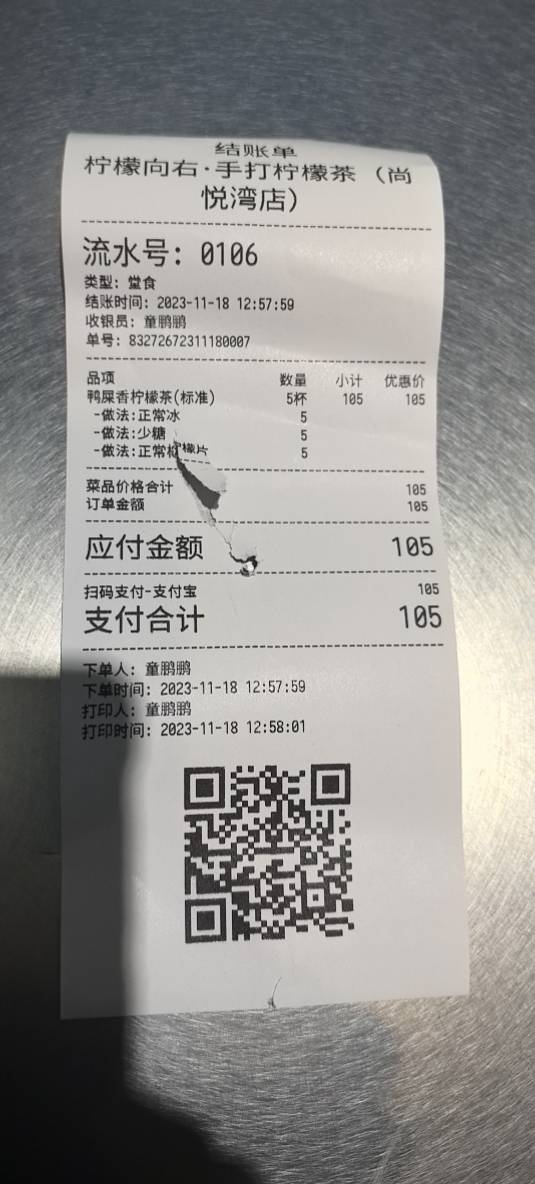 结账单
柠檬向右·手打柠檬茶（尚
悦湾店）
流水号：0106
类型：堂食
结账时间：2023-11-18 12:57:59
收银员：童鹏鹏
单号：83272672311180007
品项 数量 小计 优惠价
鸭屎香柠檬茶(标准) 5杯 105 105
-做法:正常冰 5
-做法:少糖 5
-做法:正常柠檬片 5
菜品价格合计 105
订单金额 105
应付金额 105
扫码支付-支付宝 105
支付合计 105
下单人：童鹏鹏
下单时间：2023-11-18 12:57:59
打印人：童鹏鹏
打印时间：2023-11-18 12:58:01